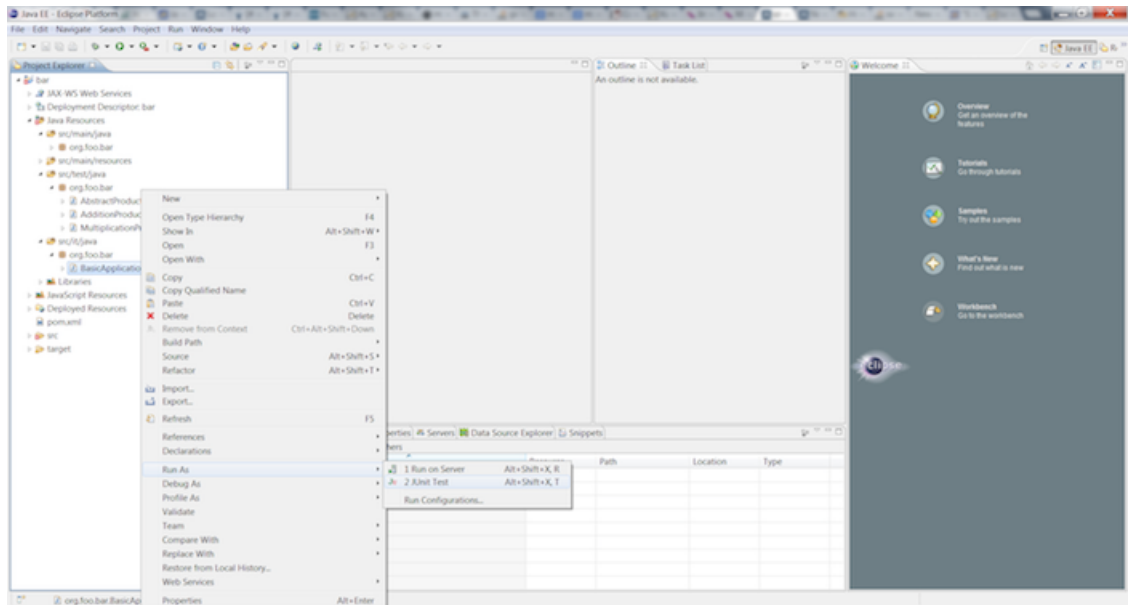 Java EE - Eclipse Platform
File Edit Navigate Search Project Run Window Help
Java EE
Project Explorer
Outline
Task List
Welcome
An outline is not available.
bar
JAX-WS Web Services
Deployment Descriptor: bar
Java Resources
src/main/java
org.foo.bar
src/main/resources
src/test/java
org.foo.bar
AbstractProduc
AdditionProduc
MultiplicationP
src/it/java
org.foo.bar
BasicApplicatio
Libraries
JavaScript Resources
Deployed Resources
pom.xml
src
target
New
Open Type Hierarchy F4
Show In Alt+Shift+W
Open F3
Open With
Copy Ctrl+C
Copy Qualified Name
Paste Ctrl+V
Delete Delete
Remove from Context Ctrl+Alt+Shift+Down
Build Path
Source Alt+Shift+S
Refactor Alt+Shift+T
Import...
Export...
Refresh F5
References
Declarations
Run As
Debug As
Profile As
Validate
Team
Compare With
Replace With
Restore from Local History...
Web Services
Properties Alt+Enter
1 Run on Server Alt+Shift+X, R
2 JUnit Test Alt+Shift+X, T
Run Configurations...
perties Servers Data Source Explorer Snippets
hers
Path Location Type
Overview
Get an overview of the
features
Tutorials
Go through tutorials
Samples
Try out the samples
What's New
Find out what is new
Workbench
Go to the workbench
eclipse
org.foo.bar.BasicAp